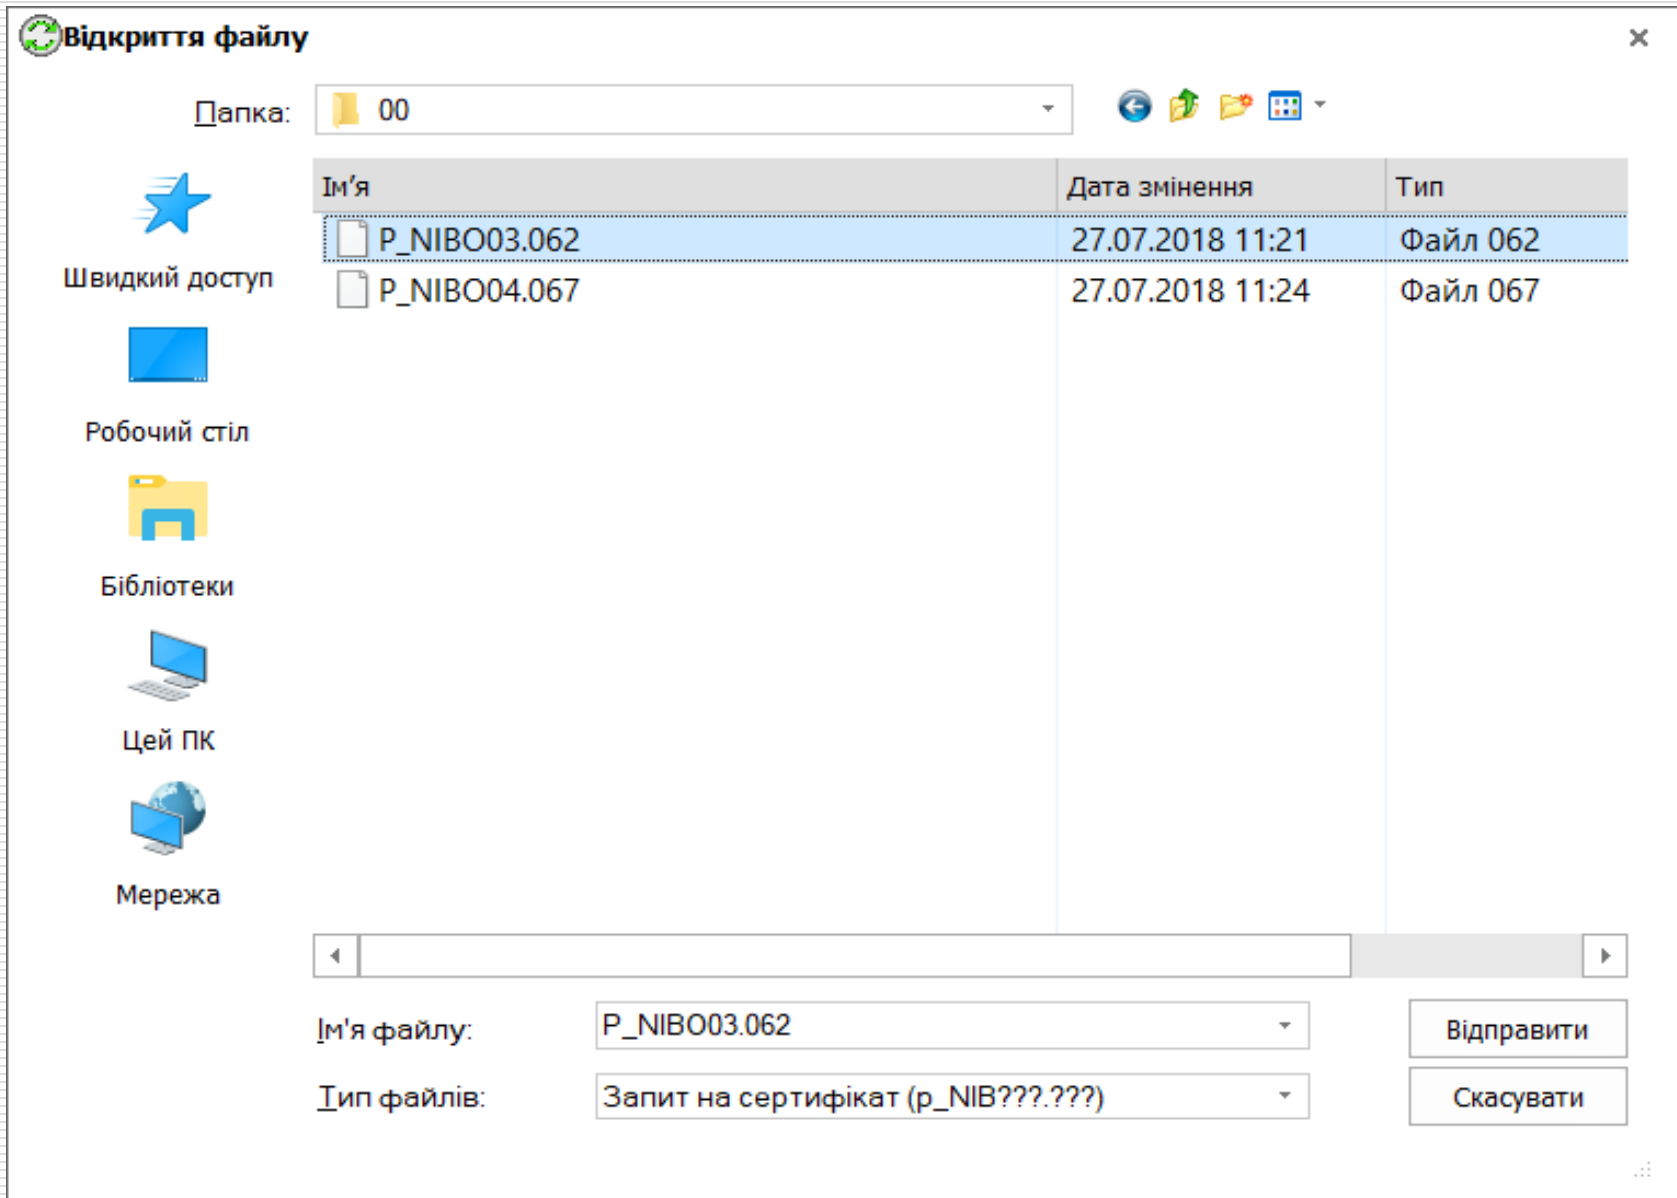 Відкриття файлу
Папка: 00
Ім’я Дата змінення Тип
P_NIBO03.062 27.07.2018 11:21 Файл 062
P_NIBO04.067 27.07.2018 11:24 Файл 067
Швидкий доступ
Робочий стіл
Бібліотеки
Цей ПК
Мережа
Ім'я файлу: P_NIBO03.062 Відправити
Тип файлів: Запит на сертифікат (p_NIB???.???) Скасувати